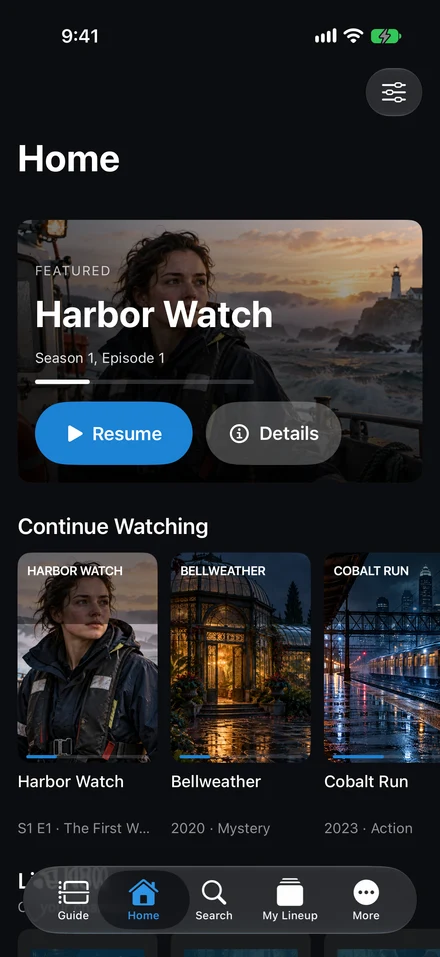 9:41
Home
FEATURED
Harbor Watch
Season 1, Episode 1
Resume
Details
Continue Watching
HARBOR WATCH
BELLWEATHER
COBALT RUN
Harbor Watch
Bellweather
Cobalt Run
S1 E1 · The First W...
2020 · Mystery
2023 · Action
Guide
Home
Search
My Lineup
More